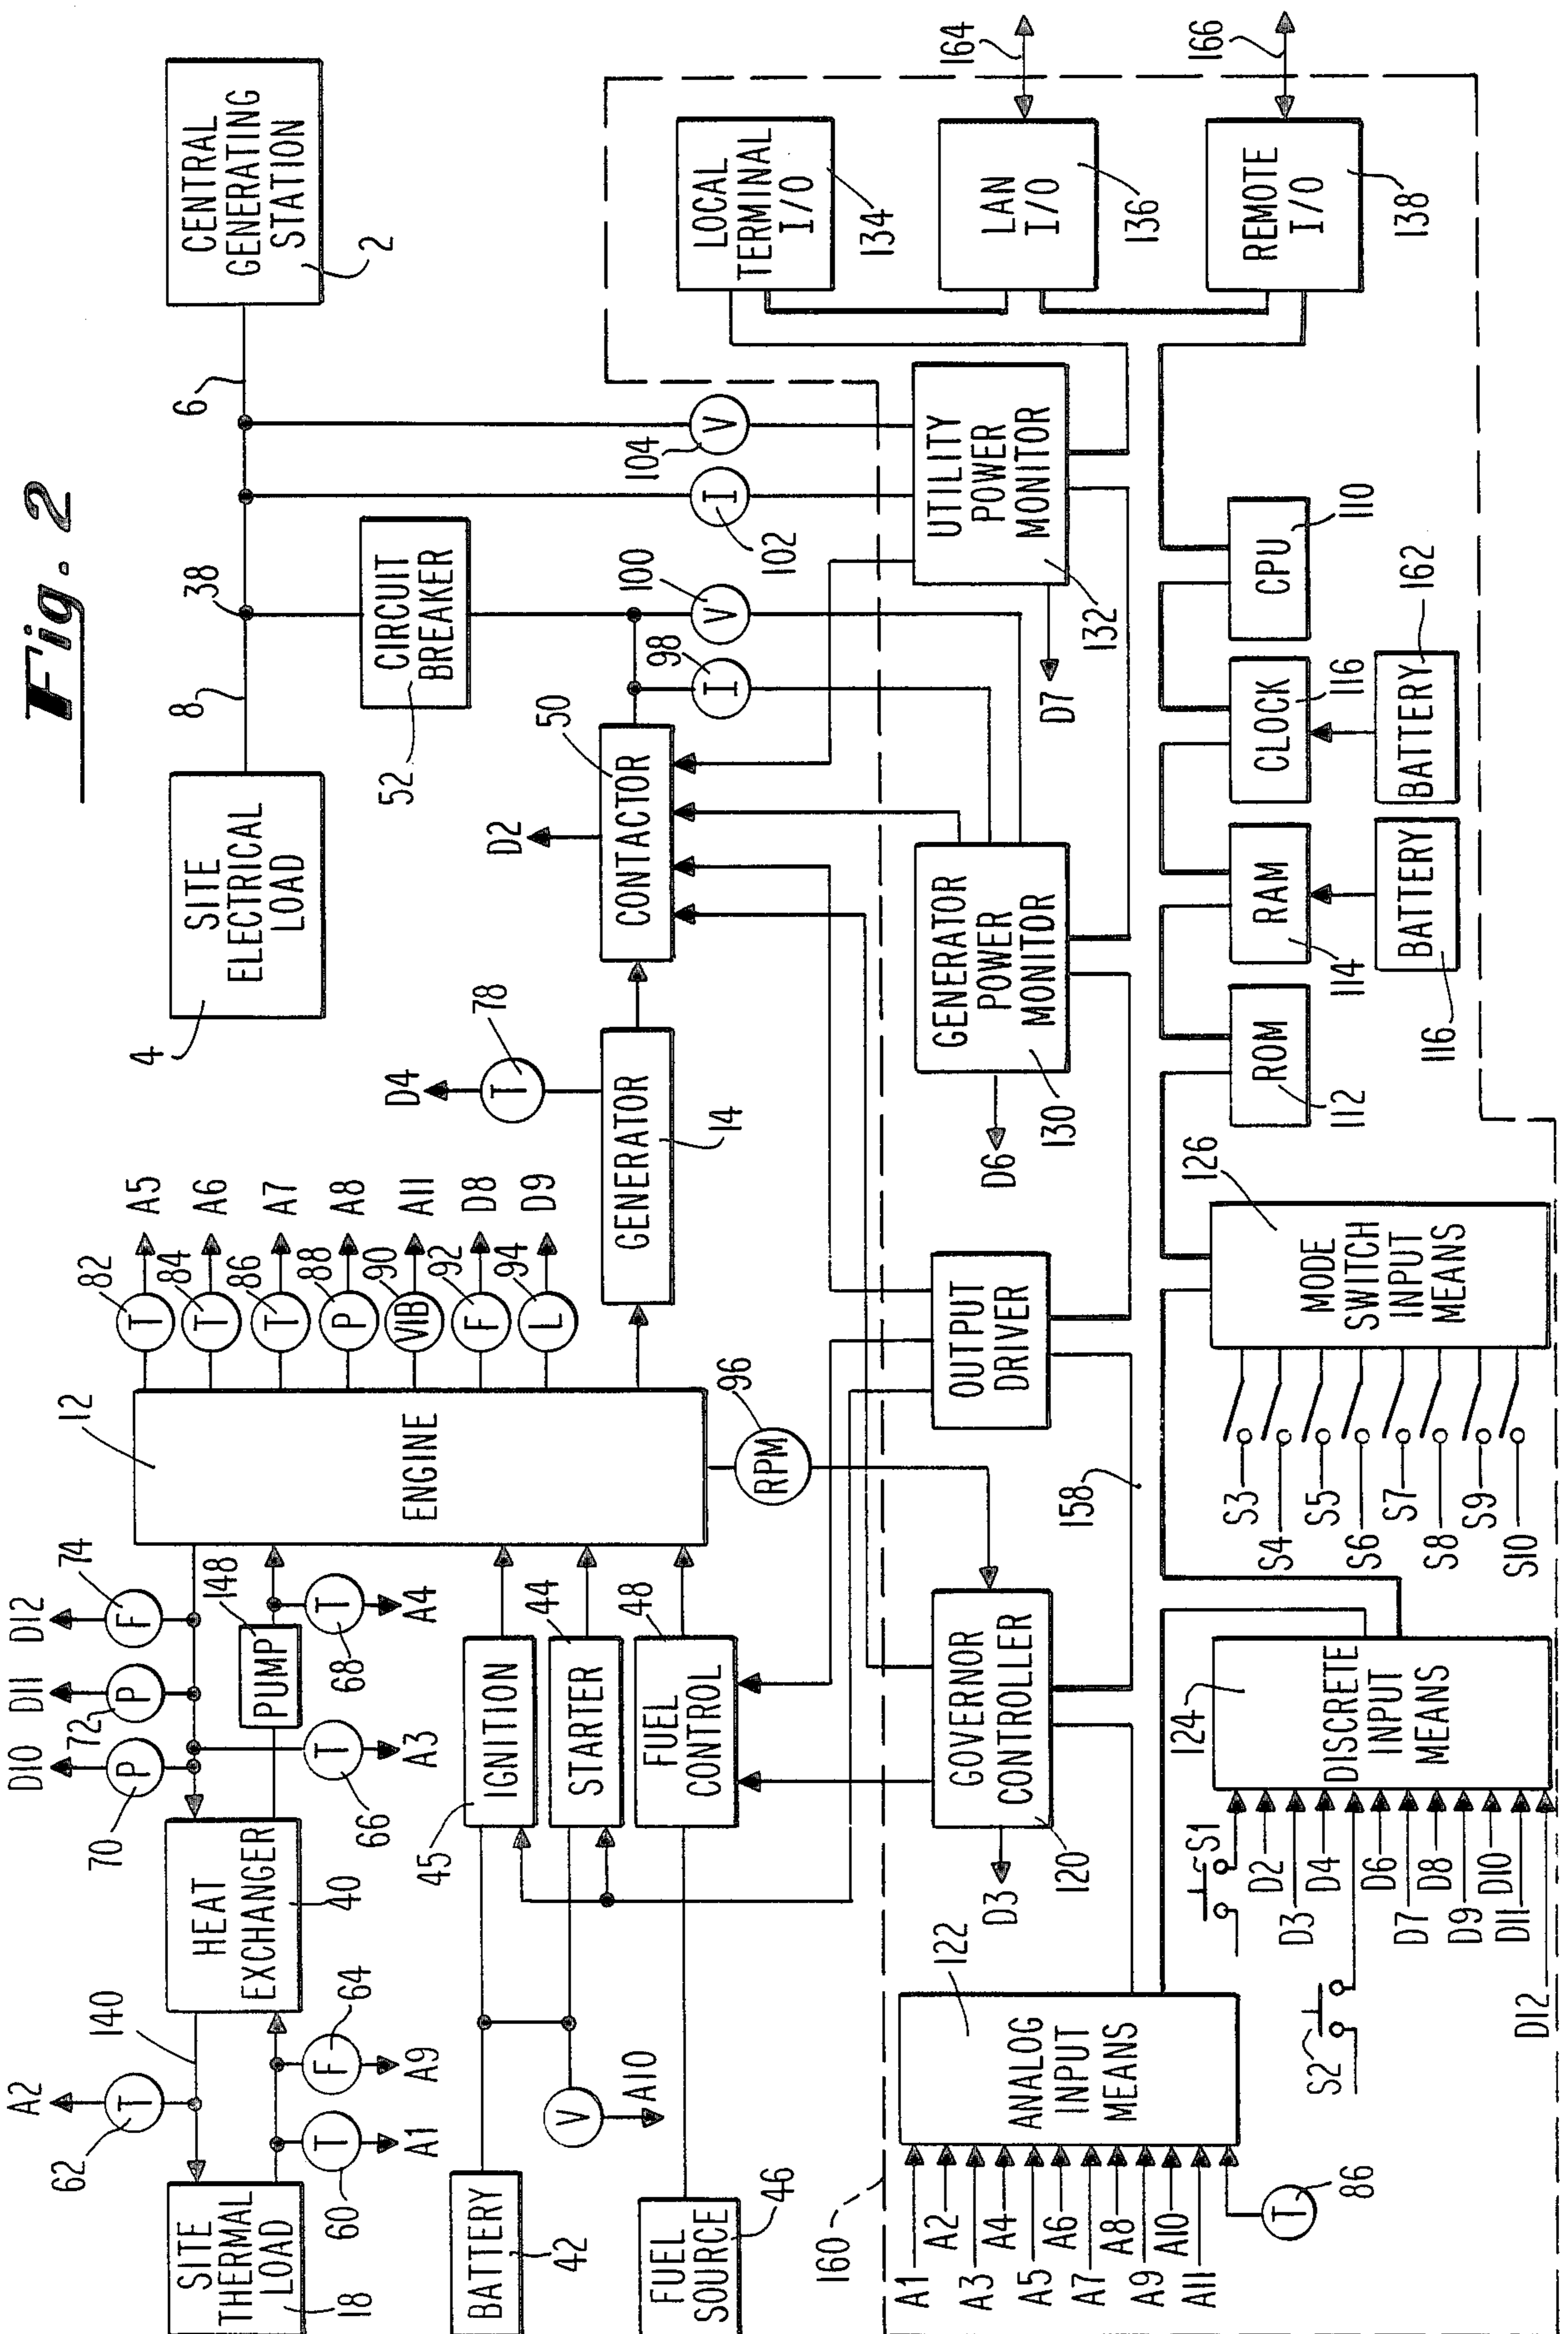 Fig. 2
CENTRAL
GENERATING
STATION
2
6
38
8
SITE
ELECTRICAL
LOAD
4
CIRCUIT
BREAKER
52
V
104
I
102
V
100
I
98
CONTACTOR
50
D2
GENERATOR
14
T
78
D4
ENGINE
12
T
82
A5
T
84
A6
T
86
A7
P
88
A8
VIB
90
A11
F
92
D8
L
94
D9
RPM
96
F
74
D12
P
72
D11
P
70
D10
PUMP
148
T
68
A4
T
66
A3
HEAT
EXCHANGER
40
140
T
62
A2
F
64
A9
T
60
A1
SITE
THERMAL
LOAD
18
IGNITION
45
STARTER
44
FUEL
CONTROL
48
BATTERY
42
V
A10
FUEL
SOURCE
46
LOCAL
TERMINAL
I/O
134
LAN
I/O
136
164
REMOTE
I/O
138
166
UTILITY
POWER
MONITOR
132
D7
GENERATOR
POWER
MONITOR
130
D6
OUTPUT
DRIVER
GOVERNOR
CONTROLLER
120
D3
158
160
ANALOG
INPUT
MEANS
122
A1
A2
A3
A4
A5
A6
A7
A8
A9
A10
A11
T
86
DISCRETE
INPUT
MEANS
124
S1
D2
D3
D4
S2
D6
D7
D8
D9
D10
D11
D12
MODE
SWITCH
INPUT
MEANS
126
S3
S4
S5
S6
S7
S8
S9
S10
ROM
112
RAM
114
CLOCK
116
CPU
110
BATTERY
116
BATTERY
162